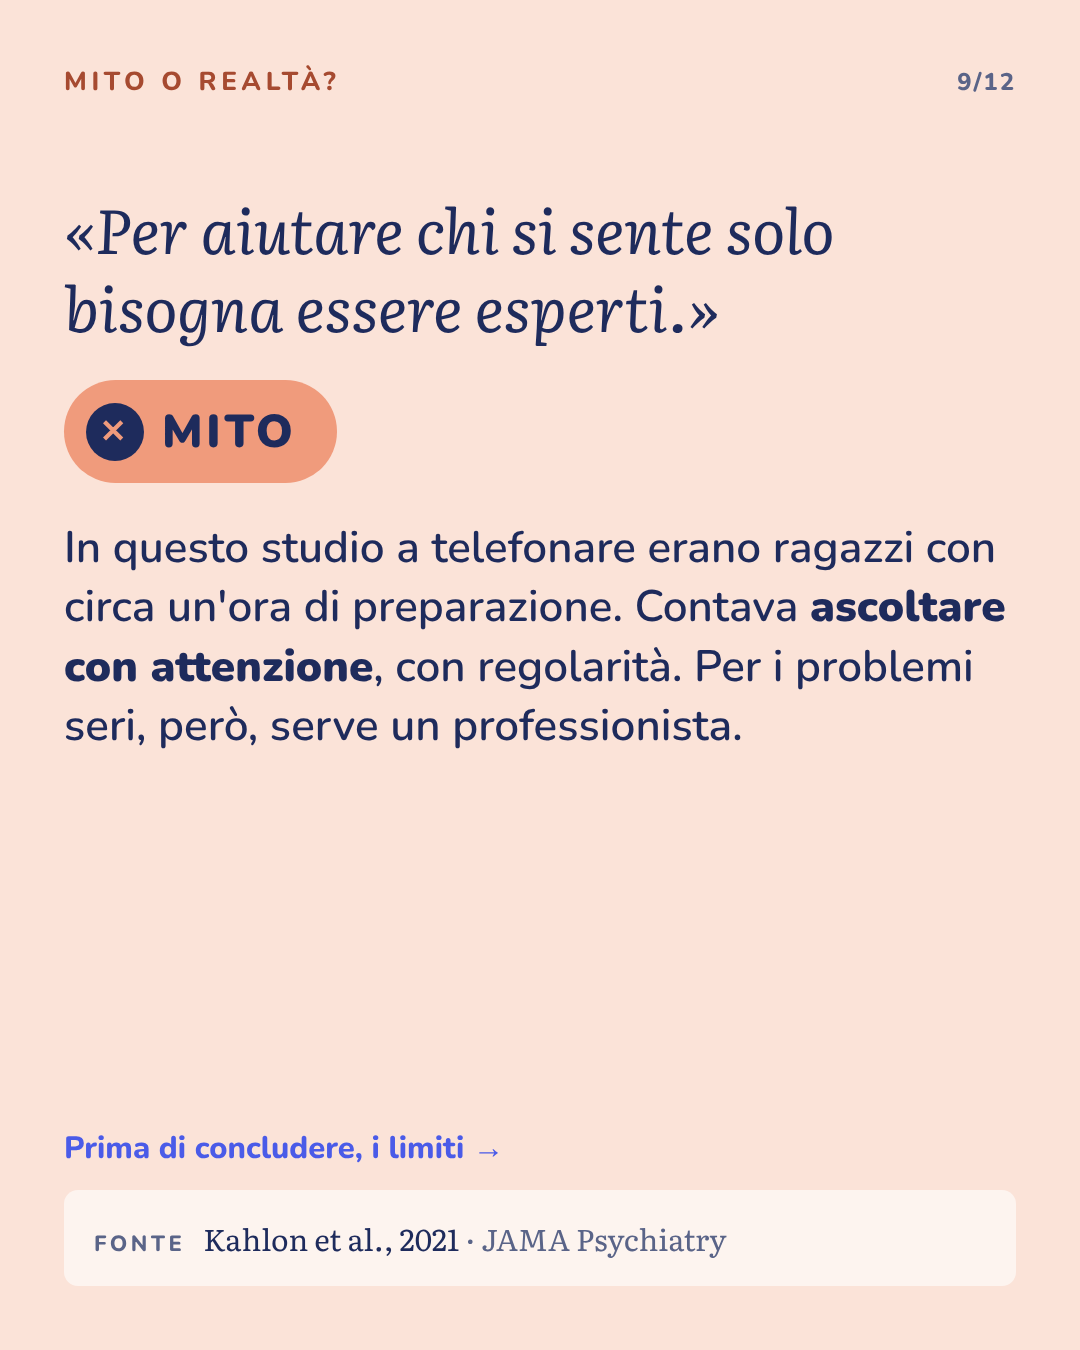 MITO O REALTÀ?
9/12
«Per aiutare chi si sente solo
bisogna essere esperti.»
× MITO
In questo studio a telefonare erano ragazzi con
circa un'ora di preparazione. Contava ascoltare
con attenzione, con regolarità. Per i problemi
seri, però, serve un professionista.
Prima di concludere, i limiti →
FONTE Kahlon et al., 2021 · JAMA Psychiatry